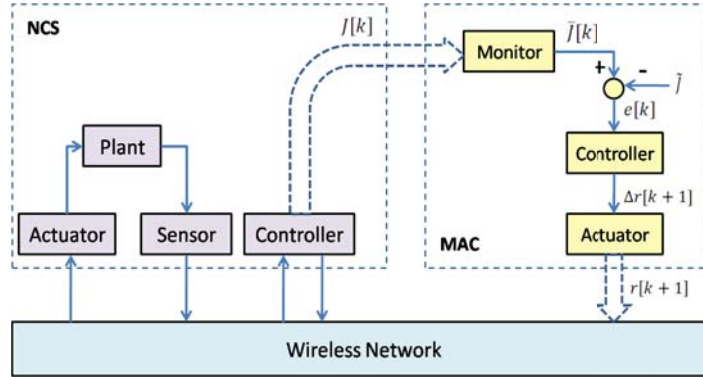 NCS
J[k]
Plant
Actuator
Sensor
Controller
Monitor
J̄[k]
+
-
J̃
e[k]
Controller
Δr[k+1]
MAC
Actuator
r[k+1]
Wireless Network